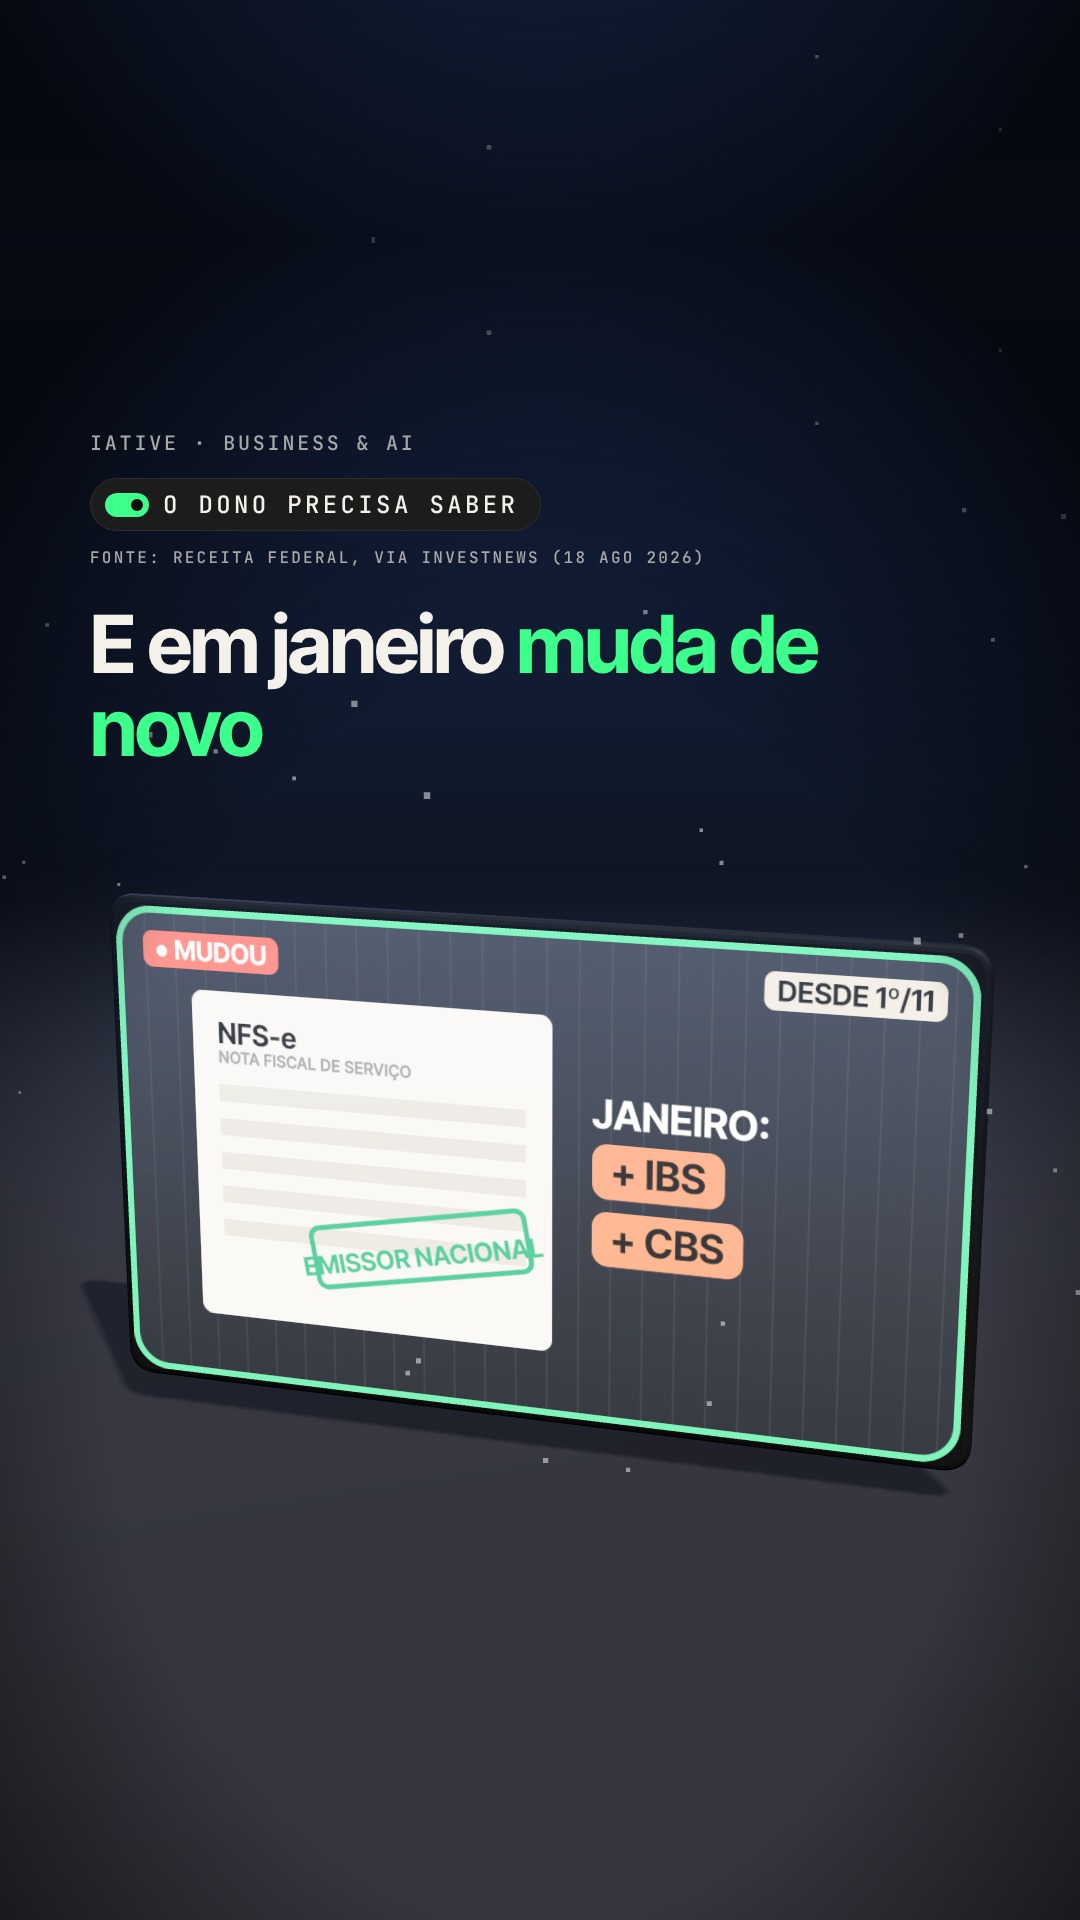 IATIVE · BUSINESS & AI
O DONO PRECISA SABER
FONTE: RECEITA FEDERAL, VIA INVESTNEWS (18 AGO 2026)
E em janeiro muda de
novo
● MUDOU
DESDE 1º/11
NFS-e
NOTA FISCAL DE SERVIÇO
EMISSOR NACIONAL
JANEIRO:
+ IBS
+ CBS